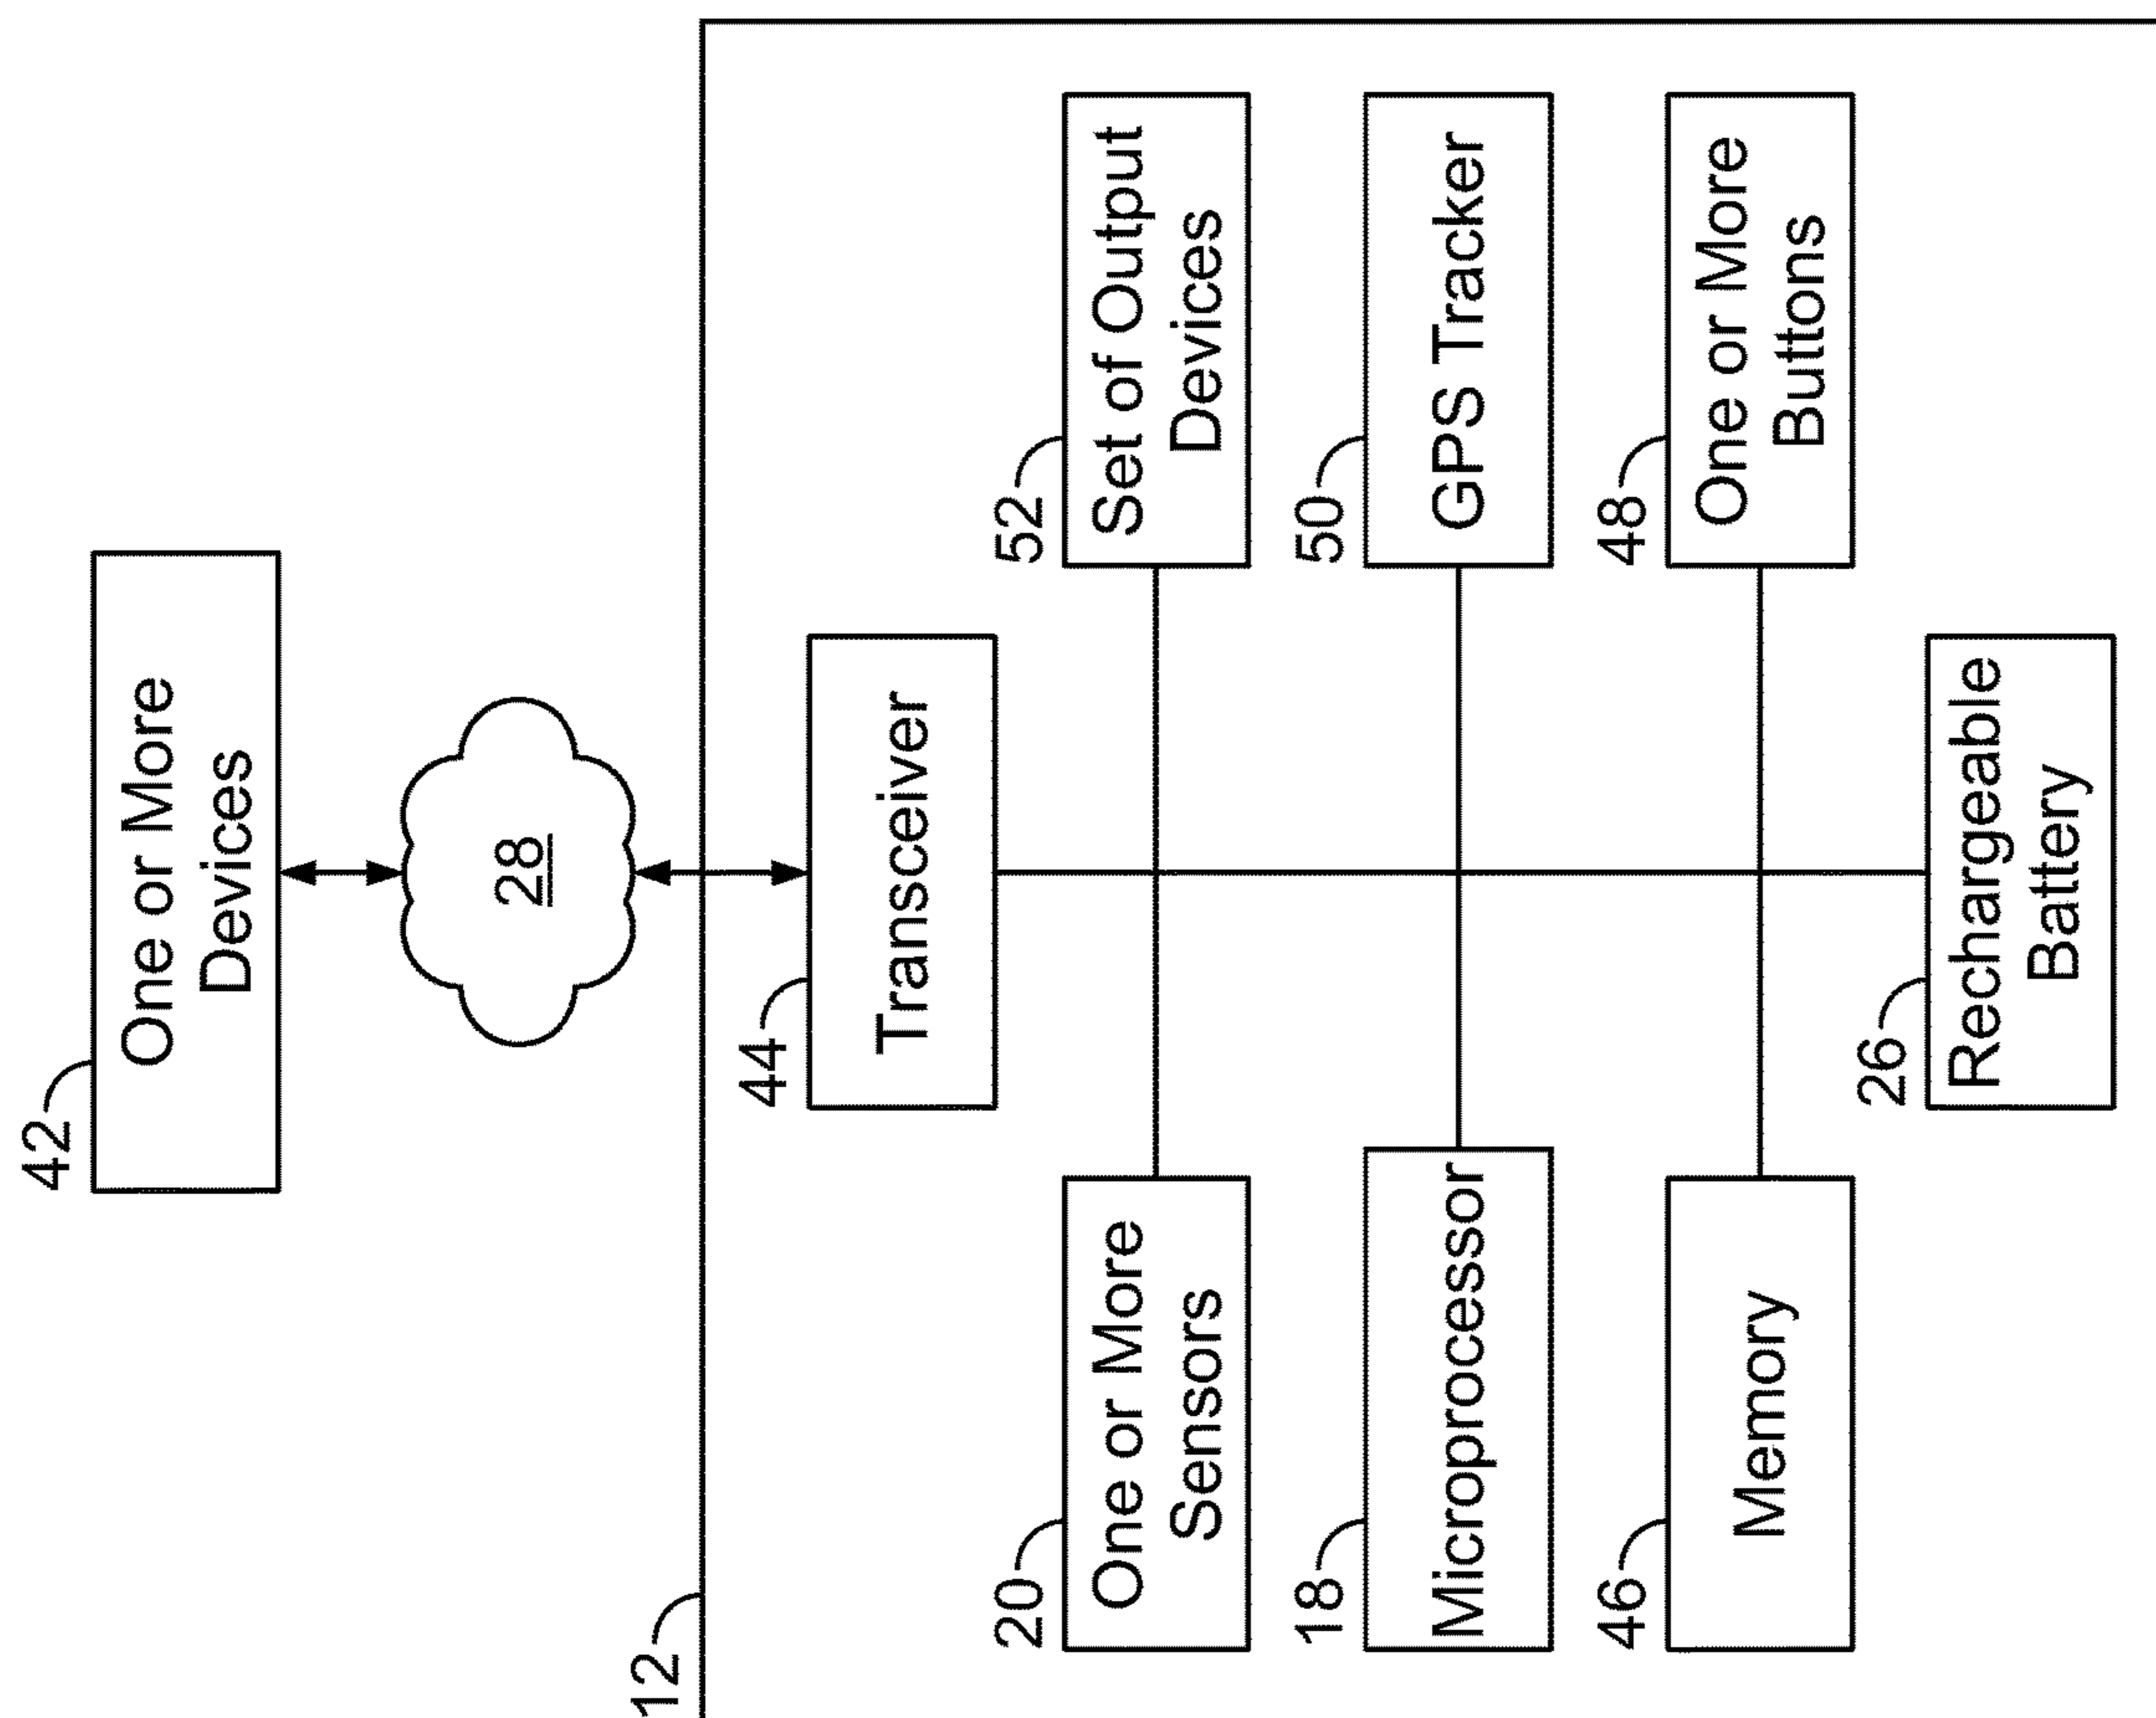 42
One or More
Devices
28
12
44
Transceiver
20
One or More
Sensors
52
Set of Output
Devices
18
Microprocessor
50
GPS Tracker
46
Memory
48
One or More
Buttons
26
Rechargeable
Battery